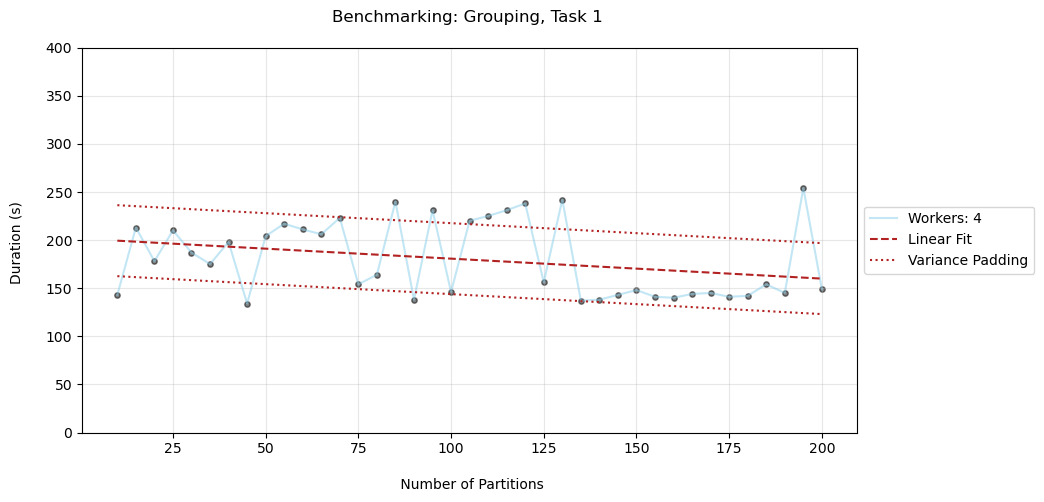 Benchmarking: Grouping, Task 1
400
350
300
250
200
150
100
50
0
Duration (s)
25
50
75
100
125
150
175
200
Number of Partitions
Workers: 4
Linear Fit
Variance Padding